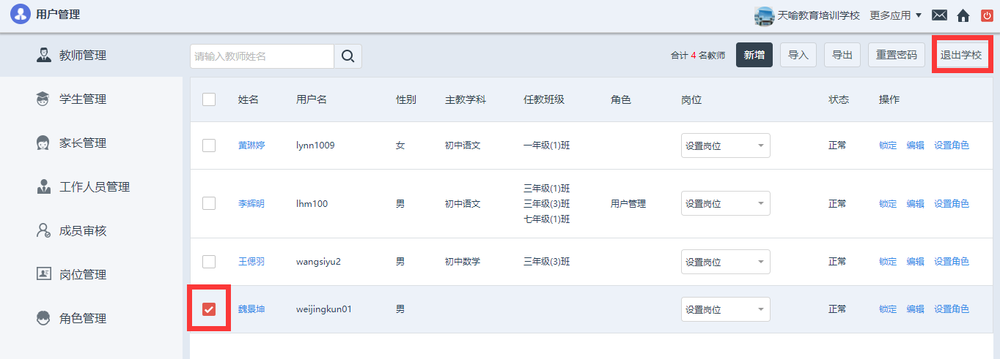 用户管理
天喻教育培训学校 更多应用
教师管理
学生管理
家长管理
工作人员管理
成员审核
岗位管理
角色管理
请输入教师姓名
合计 4 名教师 新增 导入 导出 重置密码 退出学校
姓名 用户名 性别 主教学科 任教班级 角色 岗位 状态 操作
黄琳婷 lynn1009 女 初中语文 一年级(1)班 设置岗位 正常 锁定 编辑 设置角色
三年级(1)班
李辉明 lhm100 男 初中语文 三年级(3)班 用户管理 设置岗位 正常 锁定 编辑 设置角色
七年级(1)班
王偲羽 wangsiyu2 男 初中数学 三年级(3)班 设置岗位 正常 锁定 编辑 设置角色
魏景坤 weijingkun01 男 设置岗位 正常 锁定 编辑 设置角色